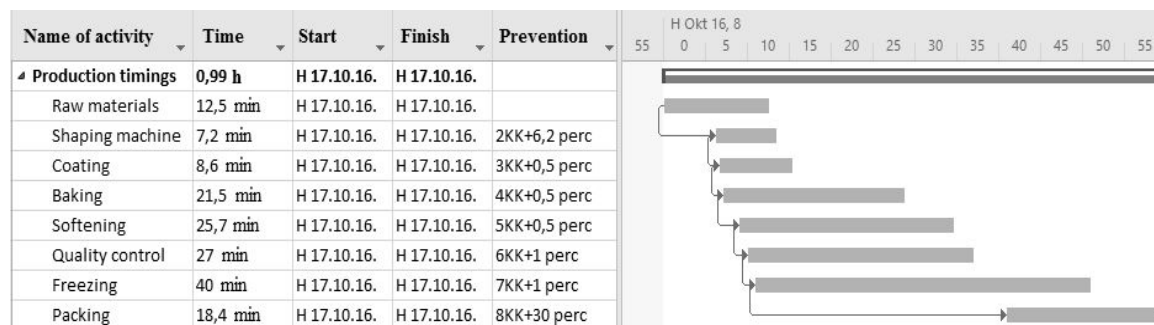 Name of activity Time Start Finish Prevention
H Okt 16, 8
55 0 5 10 15 20 25 30 35 40 45 50 55
Production timings 0,99 h H 17.10.16. H 17.10.16.
Raw materials 12,5 min H 17.10.16. H 17.10.16.
Shaping machine 7,2 min H 17.10.16. H 17.10.16. 2KK+6,2 perc
Coating 8,6 min H 17.10.16. H 17.10.16. 3KK+0,5 perc
Baking 21,5 min H 17.10.16. H 17.10.16. 4KK+0,5 perc
Softening 25,7 min H 17.10.16. H 17.10.16. 5KK+0,5 perc
Quality control 27 min H 17.10.16. H 17.10.16. 6KK+1 perc
Freezing 40 min H 17.10.16. H 17.10.16. 7KK+1 perc
Packing 18,4 min H 17.10.16. H 17.10.16. 8KK+30 perc